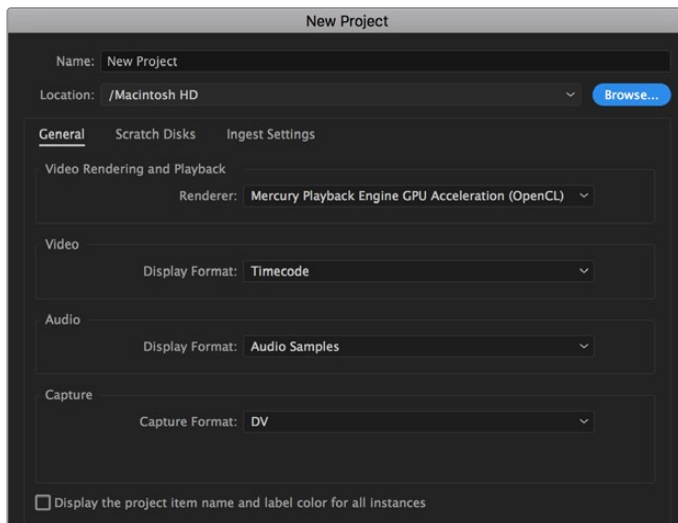 New Project
Name: New Project
Location: /Macintosh HD Browse...
General Scratch Disks Ingest Settings
Video Rendering and Playback
Renderer: Mercury Playback Engine GPU Acceleration (OpenCL)
Video
Display Format: Timecode
Audio
Display Format: Audio Samples
Capture
Capture Format: DV
Display the project item name and label color for all instances